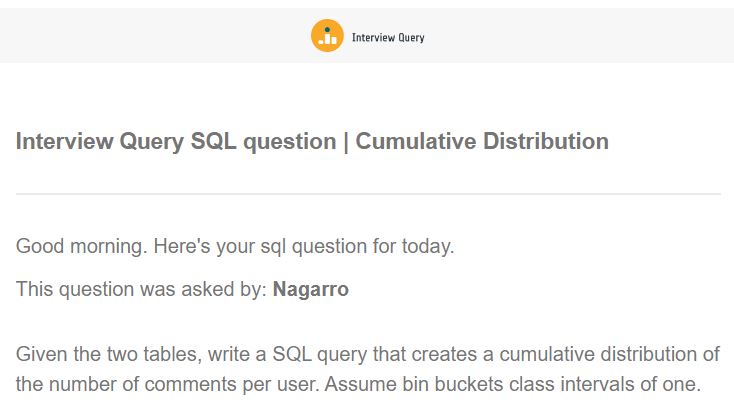 Interview Query
Interview Query SQL question | Cumulative Distribution
Good morning. Here's your sql question for today.
This question was asked by: Nagarro
Given the two tables, write a SQL query that creates a cumulative distribution of
the number of comments per user. Assume bin buckets class intervals of one.